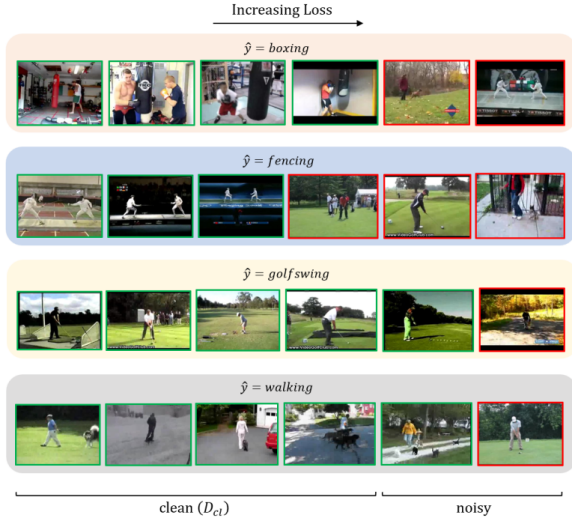 Increasing Loss
ŷ = boxing
ŷ = fencing
ŷ = golfswing
ŷ = walking
clean (D_cl) noisy